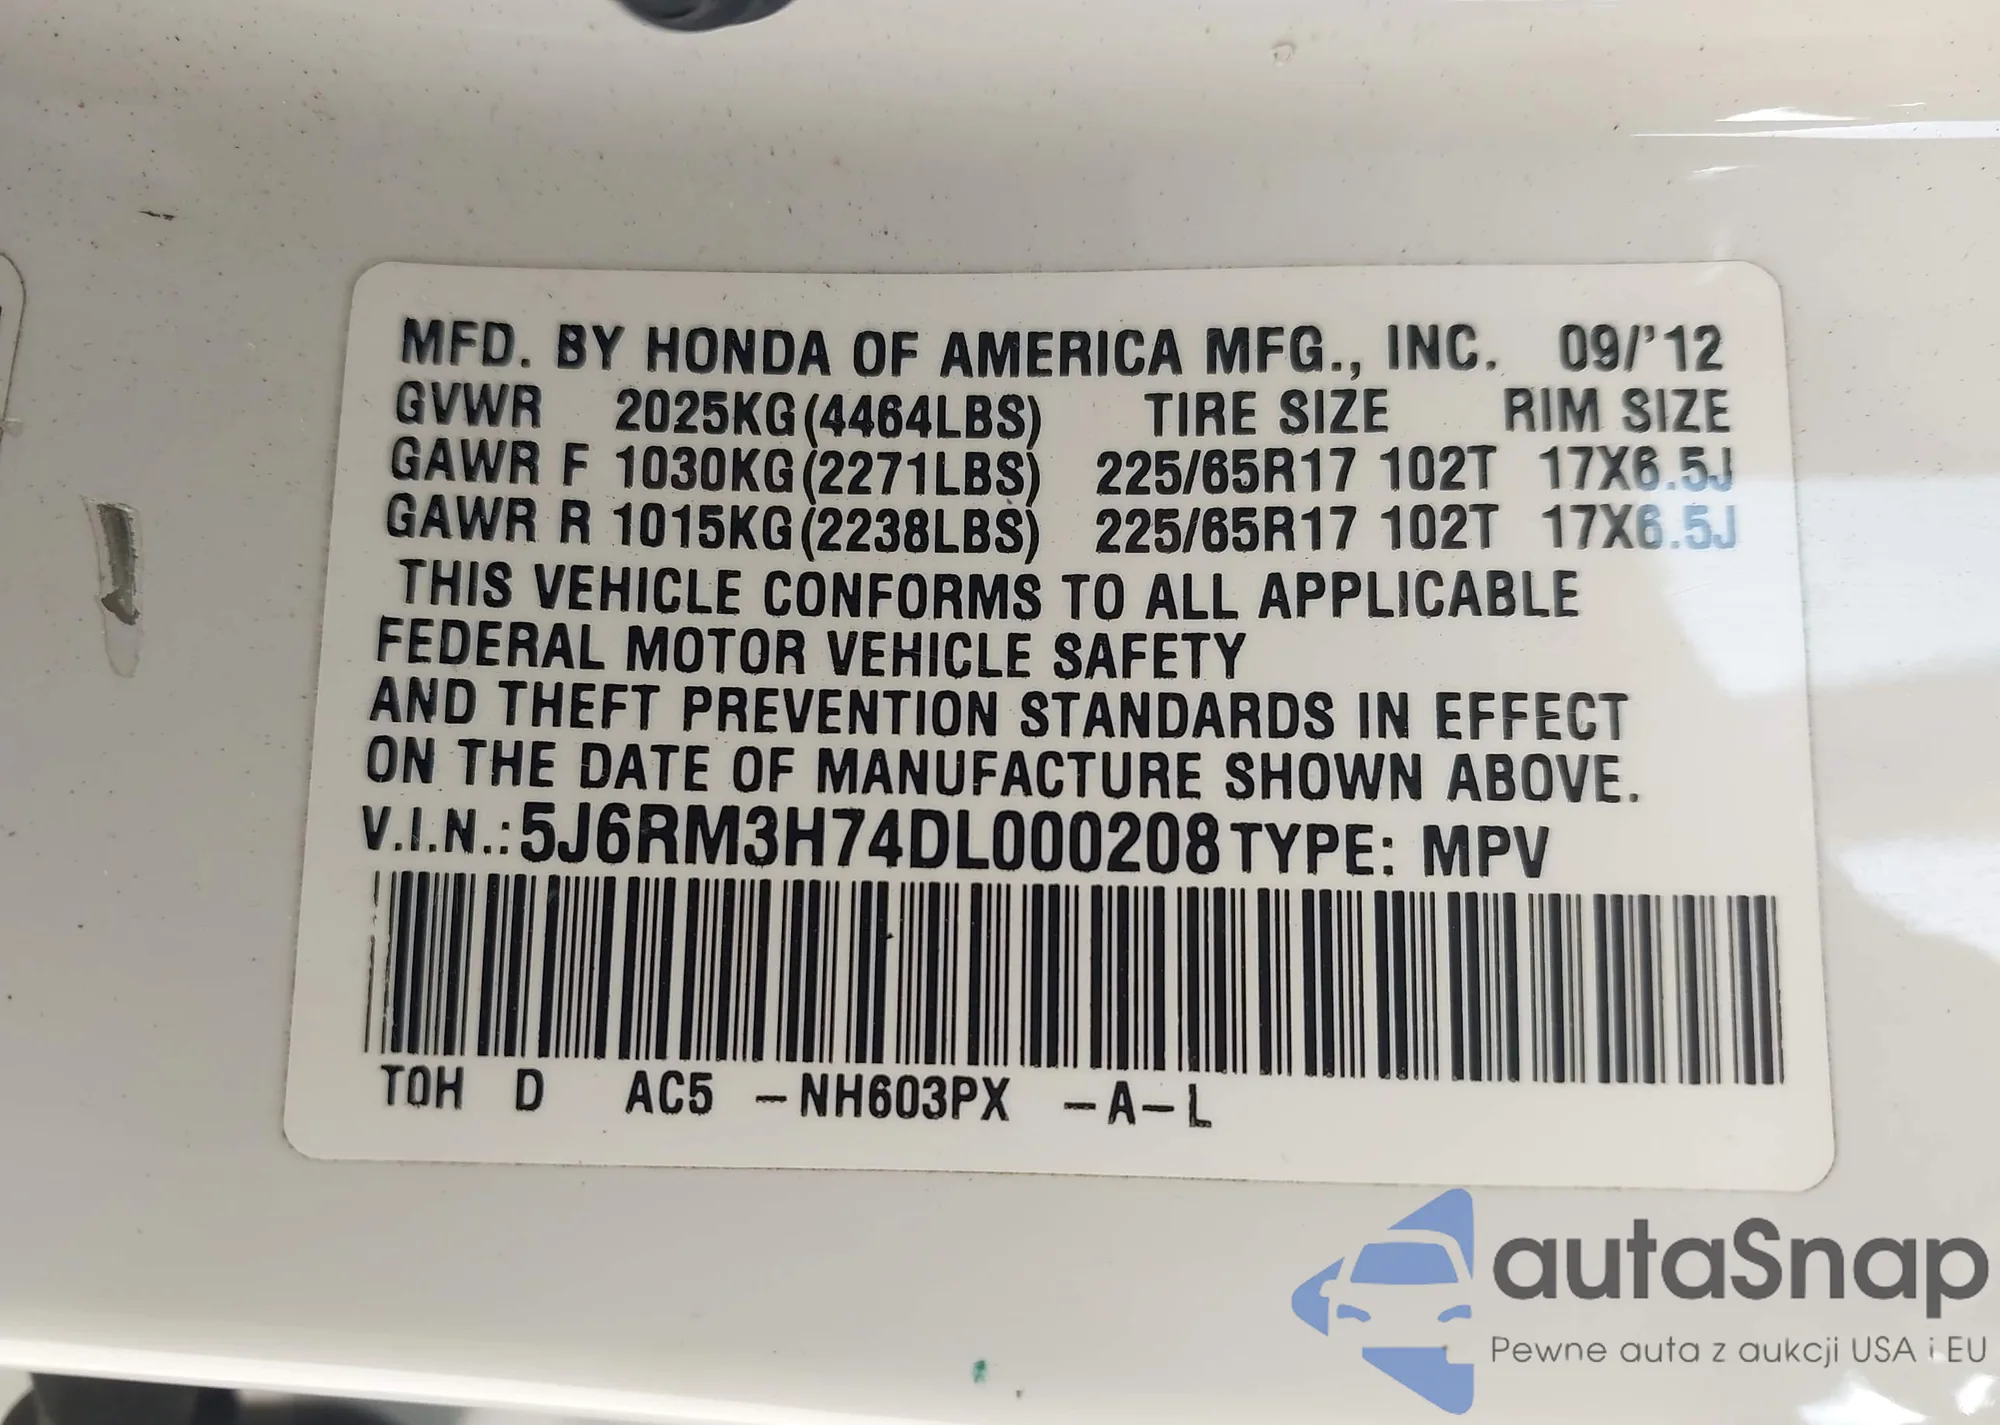 MFD. BY HONDA OF AMERICA MFG., INC. 09/'12
GVWR 2025KG(4464LBS) TIRE SIZE RIM SIZE
GAWR F 1030KG(2271LBS) 225/65R17 102T 17X6.5J
GAWR R 1015KG(2238LBS) 225/65R17 102T 17X6.5J
THIS VEHICLE CONFORMS TO ALL APPLICABLE
FEDERAL MOTOR VEHICLE SAFETY
AND THEFT PREVENTION STANDARDS IN EFFECT
ON THE DATE OF MANUFACTURE SHOWN ABOVE.
V.I.N.: 5J6RM3H74DL000208 TYPE: MPV
TOH D AC5 -NH603PX -A-L
autaSnap
Pewne auta z aukcji USA i EU